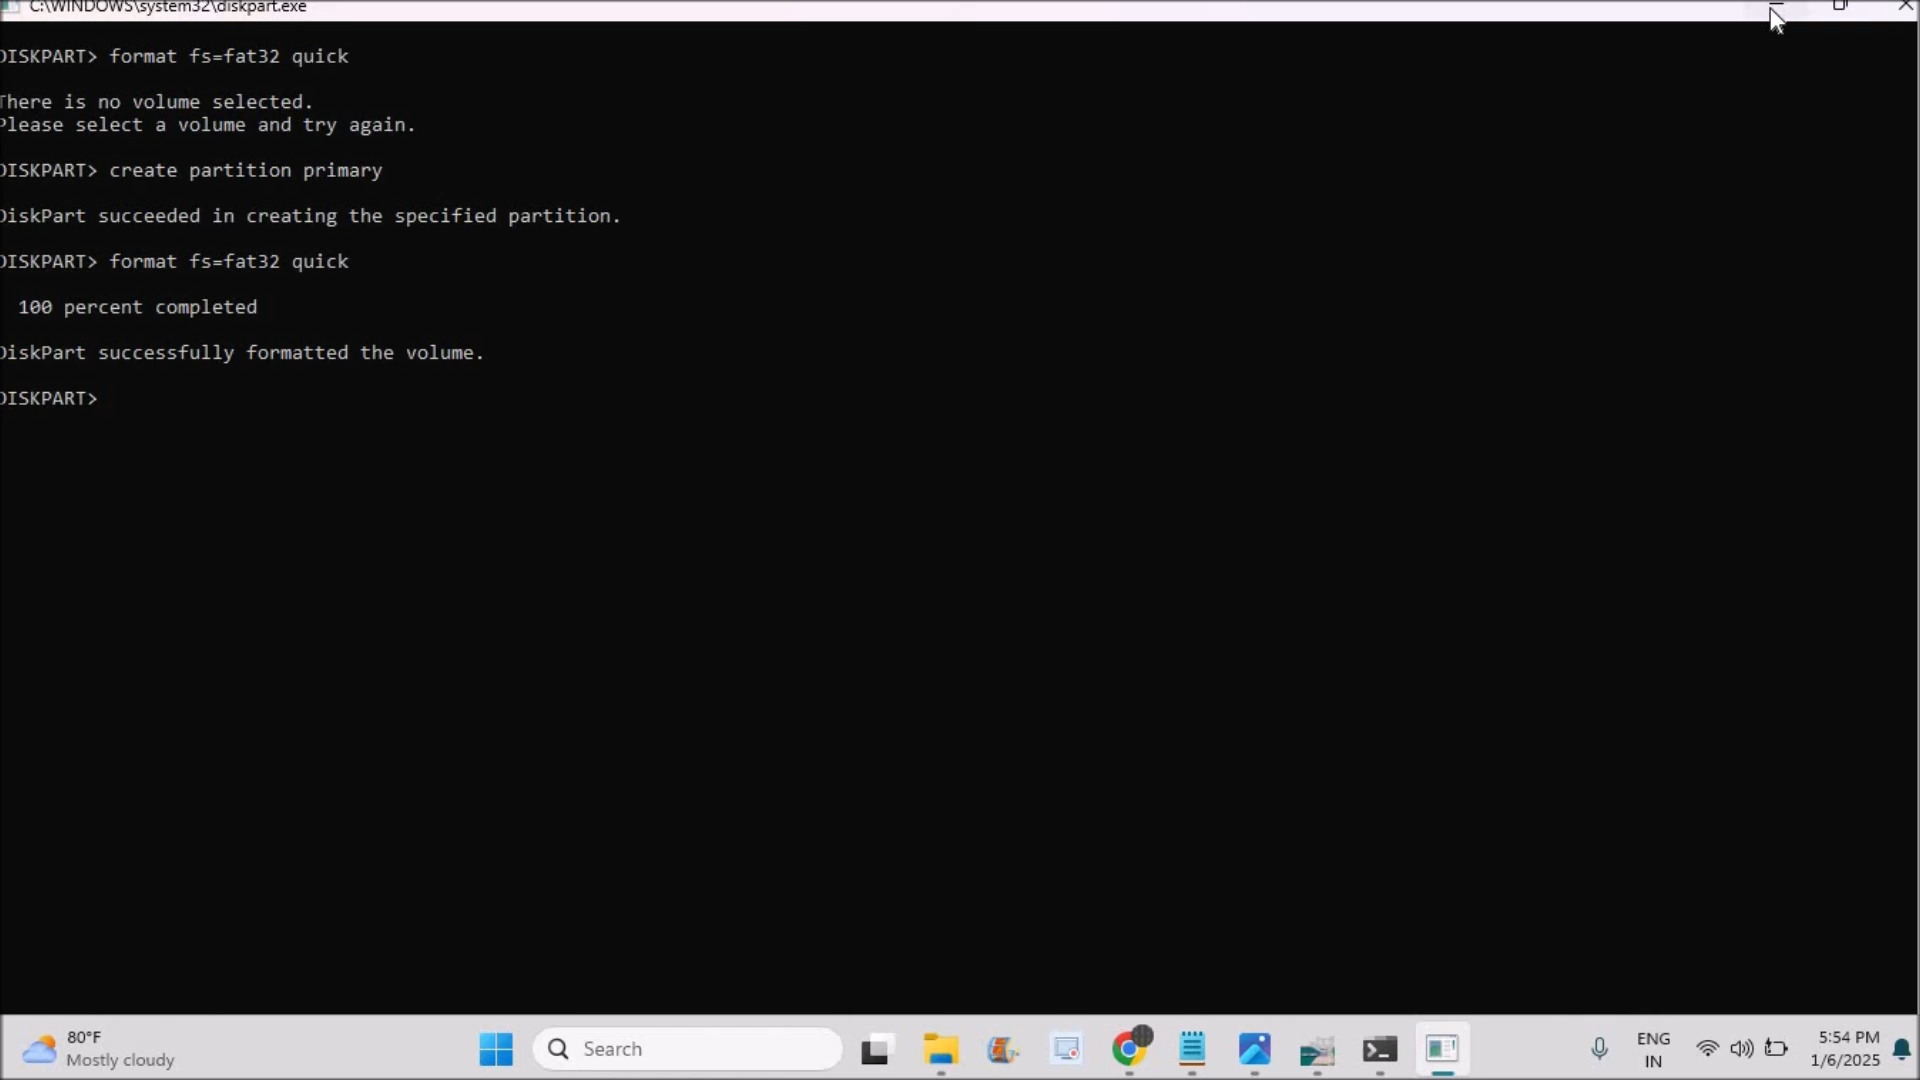 C:\WINDOWS\system32\diskpart.exe
DISKPART> format fs=fat32 quick
There is no volume selected.
Please select a volume and try again.
DISKPART> create partition primary
DiskPart succeeded in creating the specified partition.
DISKPART> format fs=fat32 quick
100 percent completed
DiskPart successfully formatted the volume.
DISKPART>
80°F
Mostly cloudy
Search
ENG
IN
5:54 PM
1/6/2025